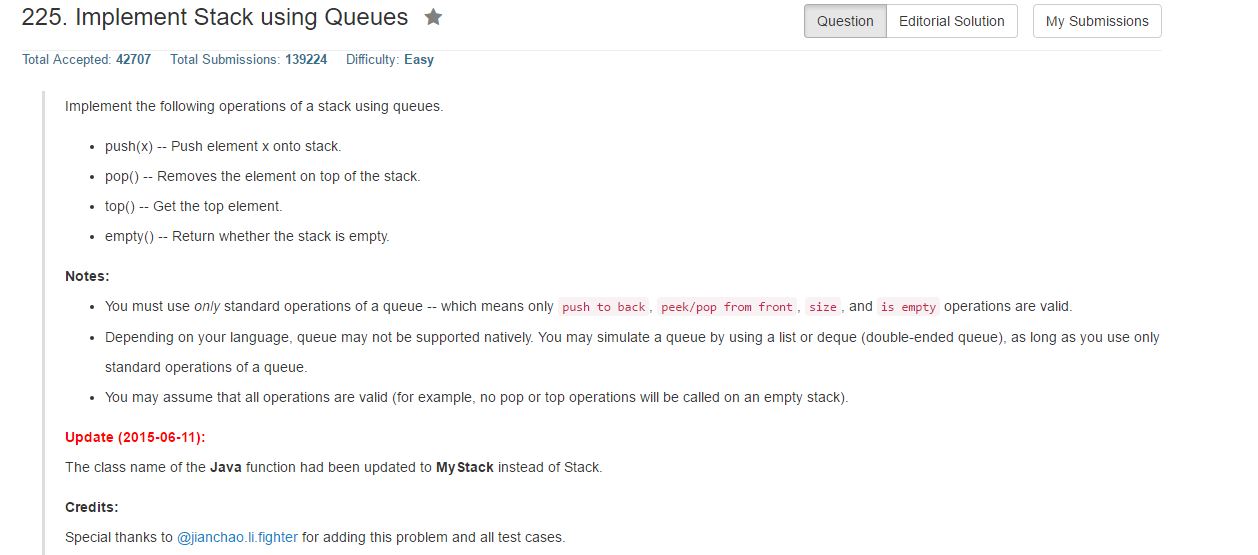 225. Implement Stack using Queues
Question Editorial Solution My Submissions
Total Accepted: 42707 Total Submissions: 139224 Difficulty: Easy
Implement the following operations of a stack using queues.
• push(x) -- Push element x onto stack.
• pop() -- Removes the element on top of the stack.
• top() -- Get the top element.
• empty() -- Return whether the stack is empty.
Notes:
• You must use only standard operations of a queue -- which means only push to back, peek/pop from front, size, and is empty operations are valid.
• Depending on your language, queue may not be supported natively. You may simulate a queue by using a list or deque (double-ended queue), as long as you use only
standard operations of a queue.
• You may assume that all operations are valid (for example, no pop or top operations will be called on an empty stack).
Update (2015-06-11):
The class name of the Java function had been updated to MyStack instead of Stack.
Credits:
Special thanks to @jianchao.li.fighter for adding this problem and all test cases.